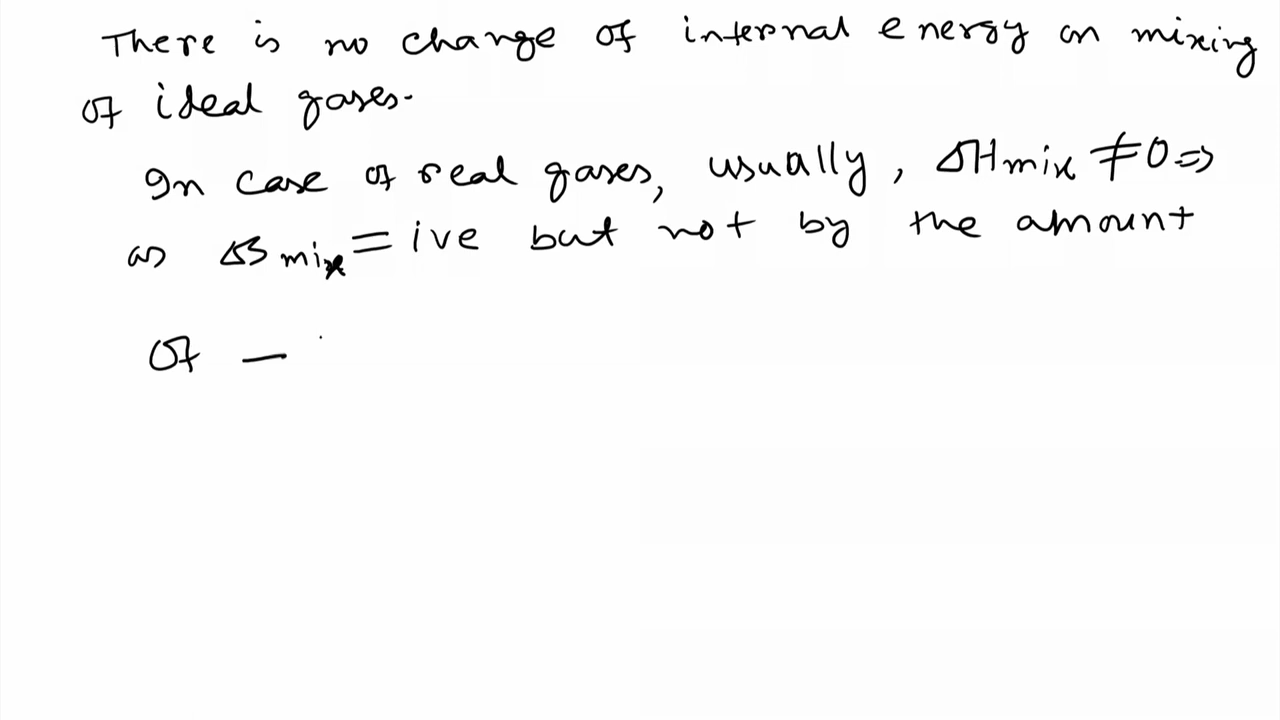 There is no change of internal energy on mixing
of ideal gases.
In case of real gases, usually, ΔHmix ≠ 0 ⇒
as ΔSmix = ive but not by the amount
of —